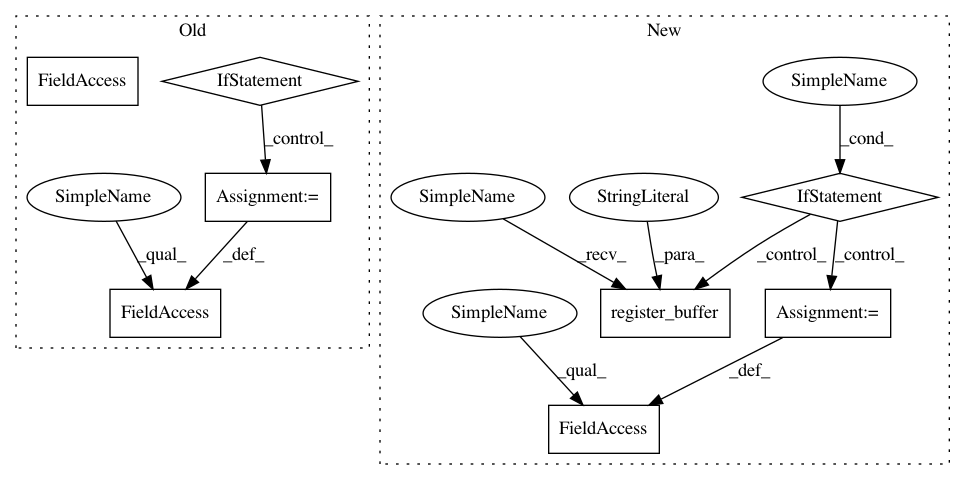 Old
New
FieldAccess
IfStatement
SimpleName
_control_
_cond_
SimpleName
Assignment:=
SimpleName
StringLiteral
IfStatement
_qual_
_def_
_recv_
_para_
_control_
_control_
FieldAccess
SimpleName
register_buffer
Assignment:=
_qual_
_def_
FieldAccess